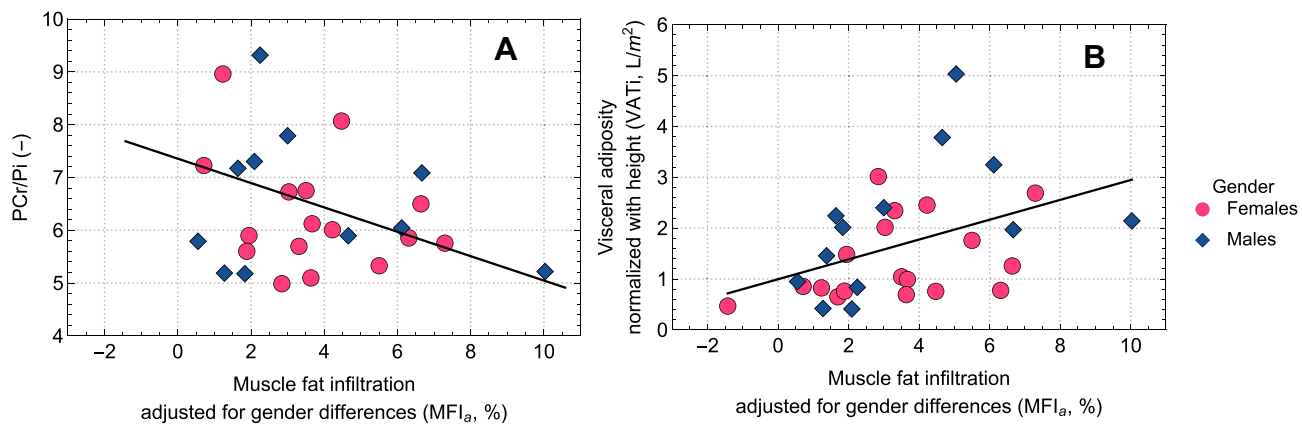 A
10
9
8
7
6
5
4
PCr/Pi (−)
−2 0 2 4 6 8 10
Muscle fat infiltration
adjusted for gender differences (MFIₐ, %)
B
6
5
4
3
2
1
0
Visceral adiposity
normalized with height (VATi, L/m²)
−2 0 2 4 6 8 10
Muscle fat infiltration
adjusted for gender differences (MFIₐ, %)
Gender
Females
Males